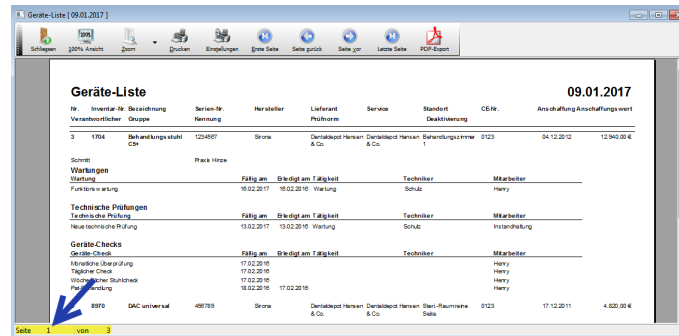 Geräte-Liste [ 09.01.2017 ]
Schliessen 100% Ansicht Zoom Drucken Einstellungen Erste Seite Seite zurück Seite vor Letzte Seite PDF-Export
Geräte-Liste 09.01.2017
Nr. Inventar-Nr. Bezeichnung Serien-Nr. Hersteller Lieferant Service Standort CE-Nr. Anschaffung Anschaffungswert
Verantwortlicher Gruppe Kennung Prüfnorm Deaktivierung
3 1704 Behandlungsstuhl 1234567 Sirona Dentaldepot Hansen Dentaldepot Hansen Behandlungszimmer 0123 04.12.2012 12.940,00 €
C5+ & Co. & Co. 1
Schmitt Praxis Hinze
Wartungen
Wartung Fällig am Erledigt am Tätigkeit Techniker Mitarbeiter
Funktionswartung 16.02.2017 16.02.2016 Wartung Schulz Henry
Technische Prüfungen
Technische Prüfung Fällig am Erledigt am Tätigkeit Techniker Mitarbeiter
Neue technische Prüfung 13.02.2017 13.02.2016 Wartung Schulz Instandhaltung
Geräte-Checks
Geräte-Check Fällig am Erledigt am Tätigkeit Techniker Mitarbeiter
Monatliche Überprüfung 17.02.2016 Henry
Täglicher Check 17.02.2016 Henry
Wöchentlicher Stuhlcheck 17.02.2016 Henry
18.02.2016 17.02.2016 Henry
8970 DAC universal 456789 Sirona Dentaldepot Hansen Dentaldepot Hansen Steri.-Raum reine 0123 17.12.2011 4.820,00 €
& Co. & Co. Seite
Seite 1 von 3